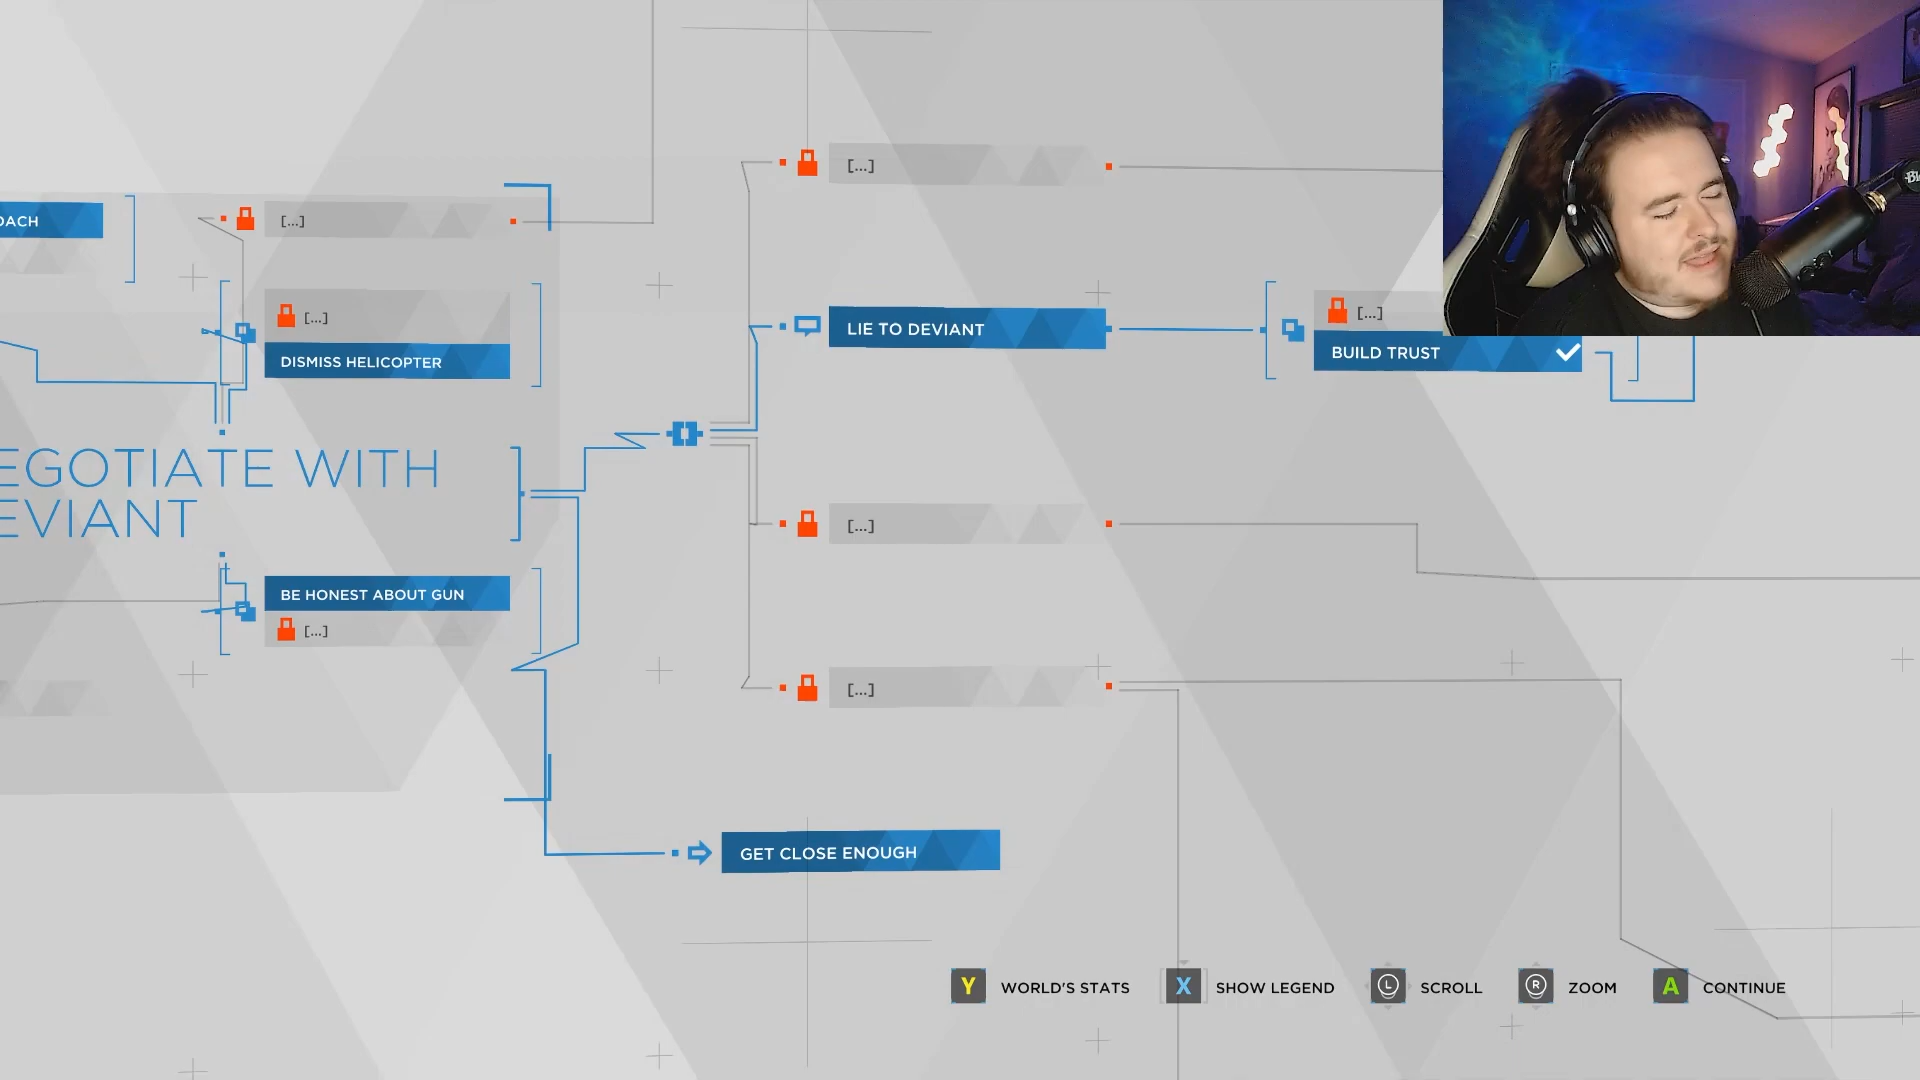 OACH
[...]
[...]
DISMISS HELICOPTER
EGOTIATE WITH
EVIANT
BE HONEST ABOUT GUN
[...]
[...]
LIE TO DEVIANT
[...]
BUILD TRUST
[...]
[...]
GET CLOSE ENOUGH
Y WORLD'S STATS
X SHOW LEGEND
L SCROLL
R ZOOM
A CONTINUE